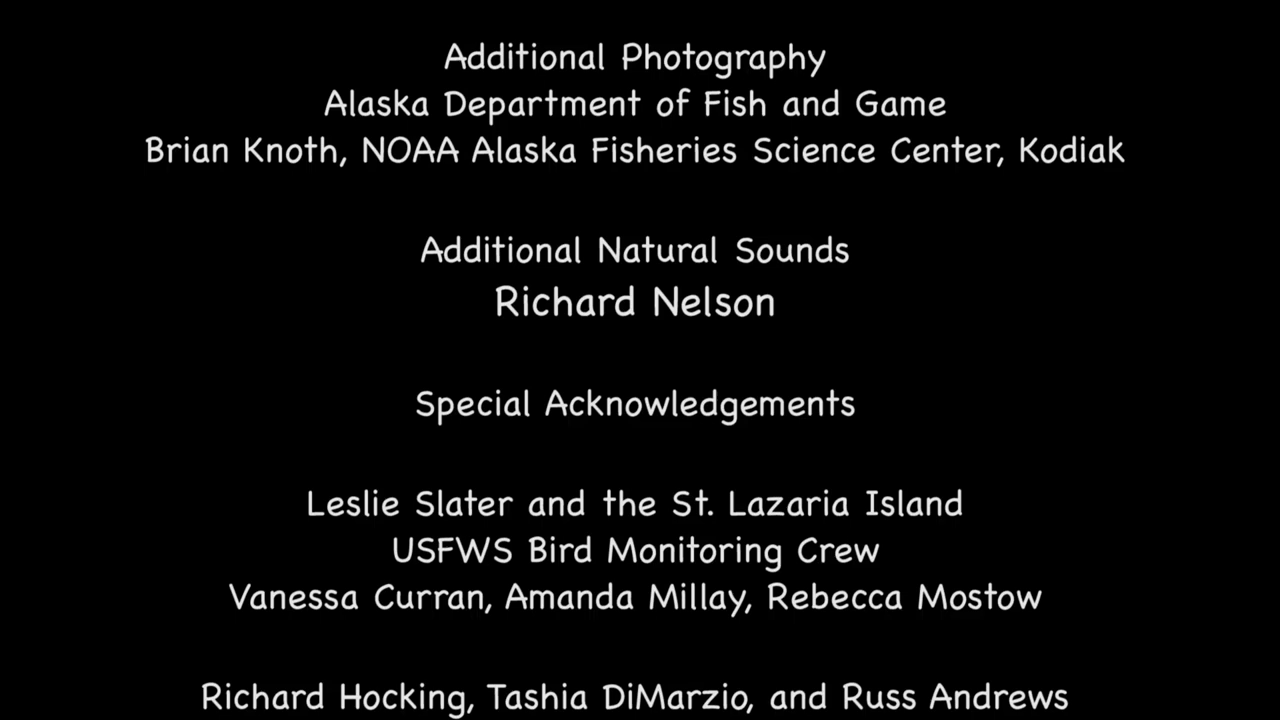 Additional Photography
Alaska Department of Fish and Game
Brian Knoth, NOAA Alaska Fisheries Science Center, Kodiak
Additional Natural Sounds
Richard Nelson
Special Acknowledgements
Leslie Slater and the St. Lazaria Island
USFWS Bird Monitoring Crew
Vanessa Curran, Amanda Millay, Rebecca Mostow
Richard Hocking, Tashia DiMarzio, and Russ Andrews